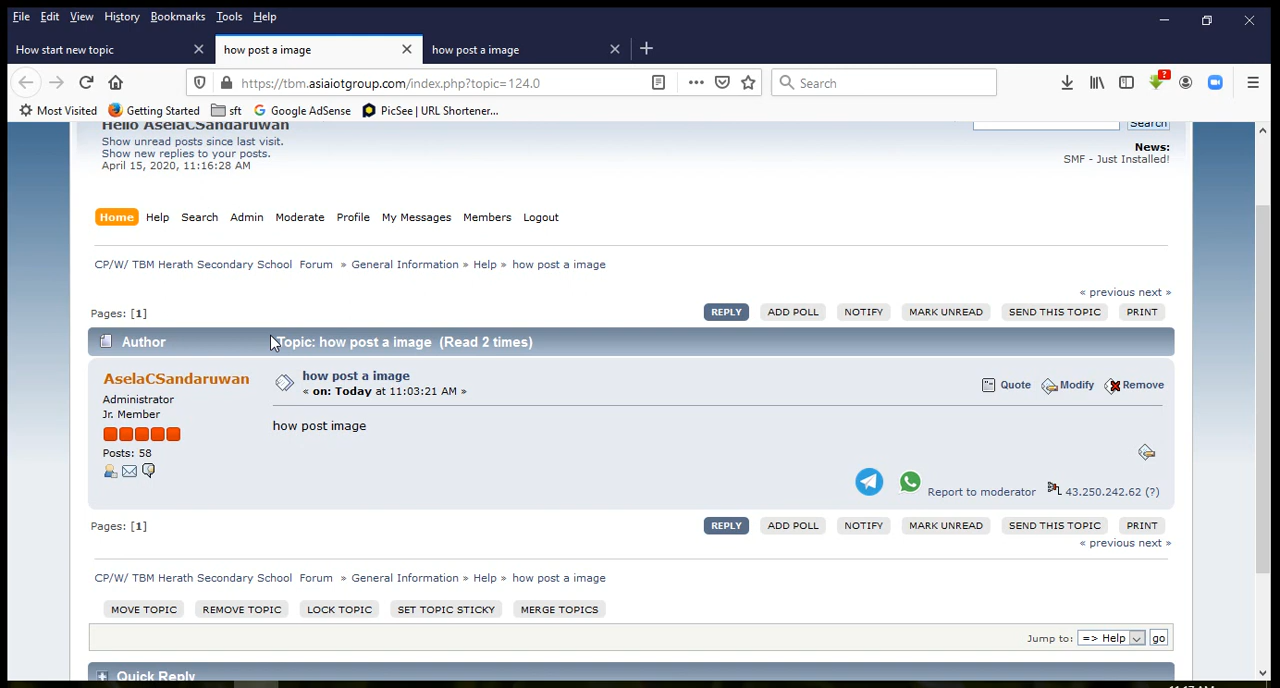 File Edit View History Bookmarks Tools Help
How start new topic how post a image how post a image
https://tbm.asiaiotgroup.com/index.php?topic=124.0 Search
Most Visited Getting Started sft Google AdSense PicSee | URL Shortener...
Hello AselaCSandaruwan Search
Show unread posts since last visit.
Show new replies to your posts.
April 15, 2020, 11:16:28 AM
News:
SMF - Just Installed!
Home Help Search Admin Moderate Profile My Messages Members Logout
CP/W/ TBM Herath Secondary School Forum » General Information » Help » how post a image
« previous next »
Pages: [1] REPLY ADD POLL NOTIFY MARK UNREAD SEND THIS TOPIC PRINT
Author Topic: how post a image (Read 2 times)
AselaCSandaruwan
Administrator
Jr. Member
Posts: 58
how post a image
« on: Today at 11:03:21 AM »
Quote Modify Remove
how post image
Report to moderator 43.250.242.62 (?)
Pages: [1] REPLY ADD POLL NOTIFY MARK UNREAD SEND THIS TOPIC PRINT
« previous next »
CP/W/ TBM Herath Secondary School Forum » General Information » Help » how post a image
MOVE TOPIC REMOVE TOPIC LOCK TOPIC SET TOPIC STICKY MERGE TOPICS
Jump to: => Help go
Quick Reply